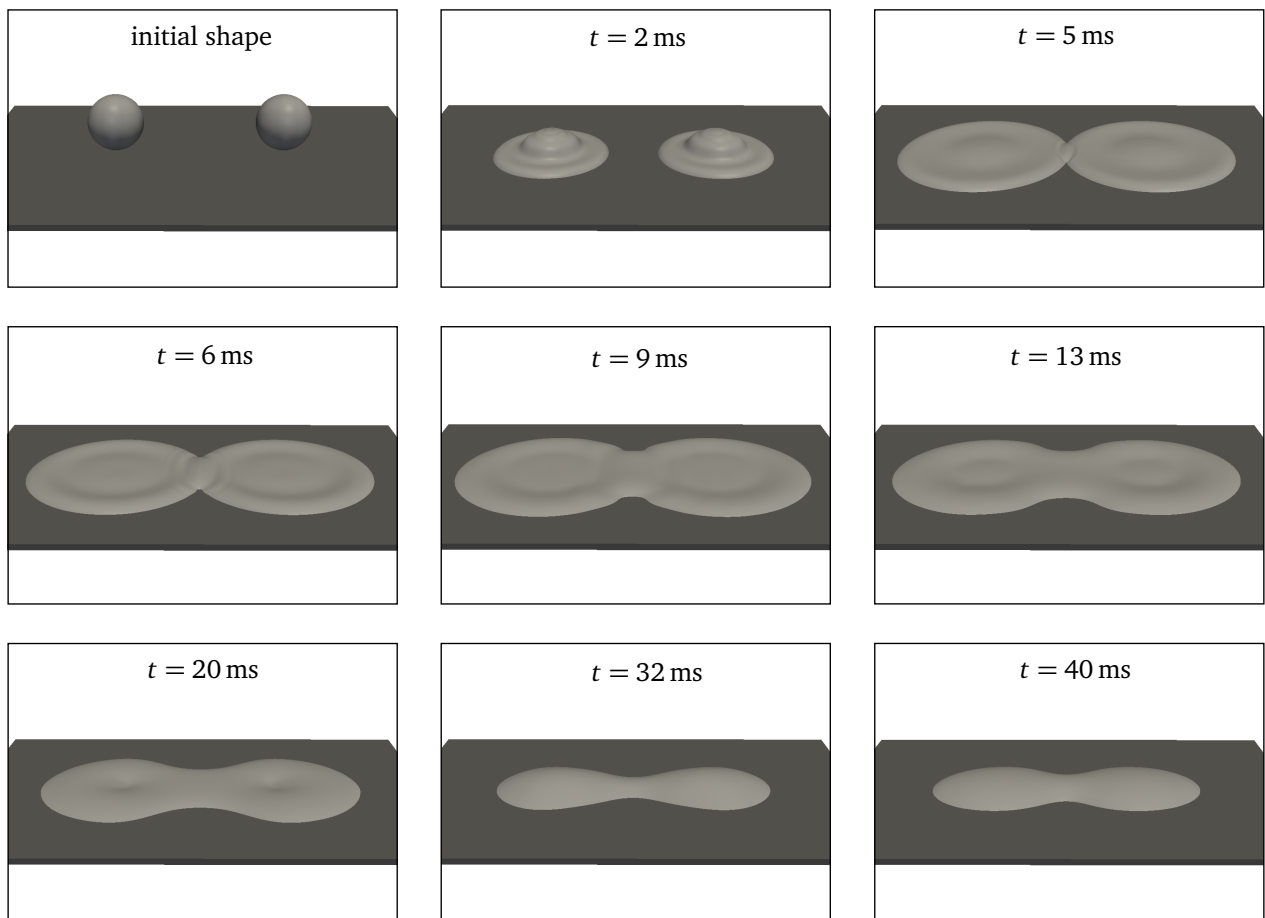 initial shape
t = 2 ms
t = 5 ms
t = 6 ms
t = 9 ms
t = 13 ms
t = 20 ms
t = 32 ms
t = 40 ms